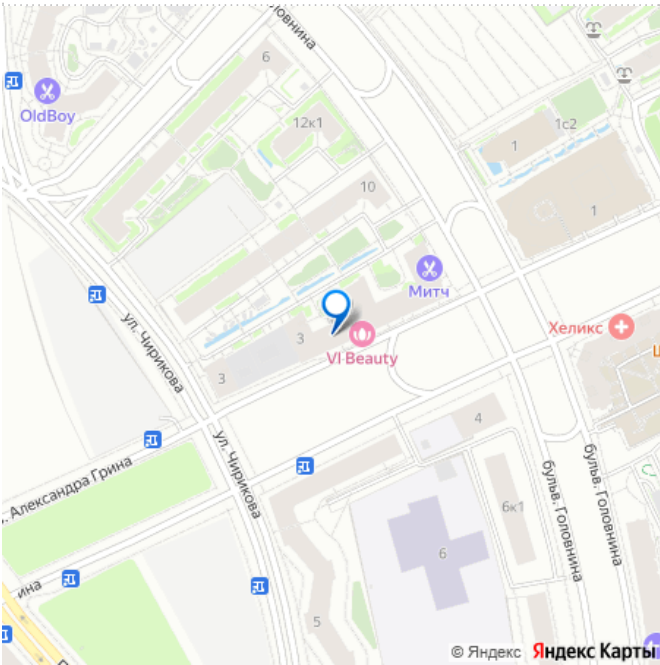 ловнина
6
OldBoy
12к1
1с2
1
10
1
Митч
Хеликс
VI Beauty
3
3
ул. Чирикова
4
ул. Чирикова
. Александра Грина
бульв. Головнина
бульв. Головнина
6к1
6
ина
5
© Яндекс Яндекс Карты